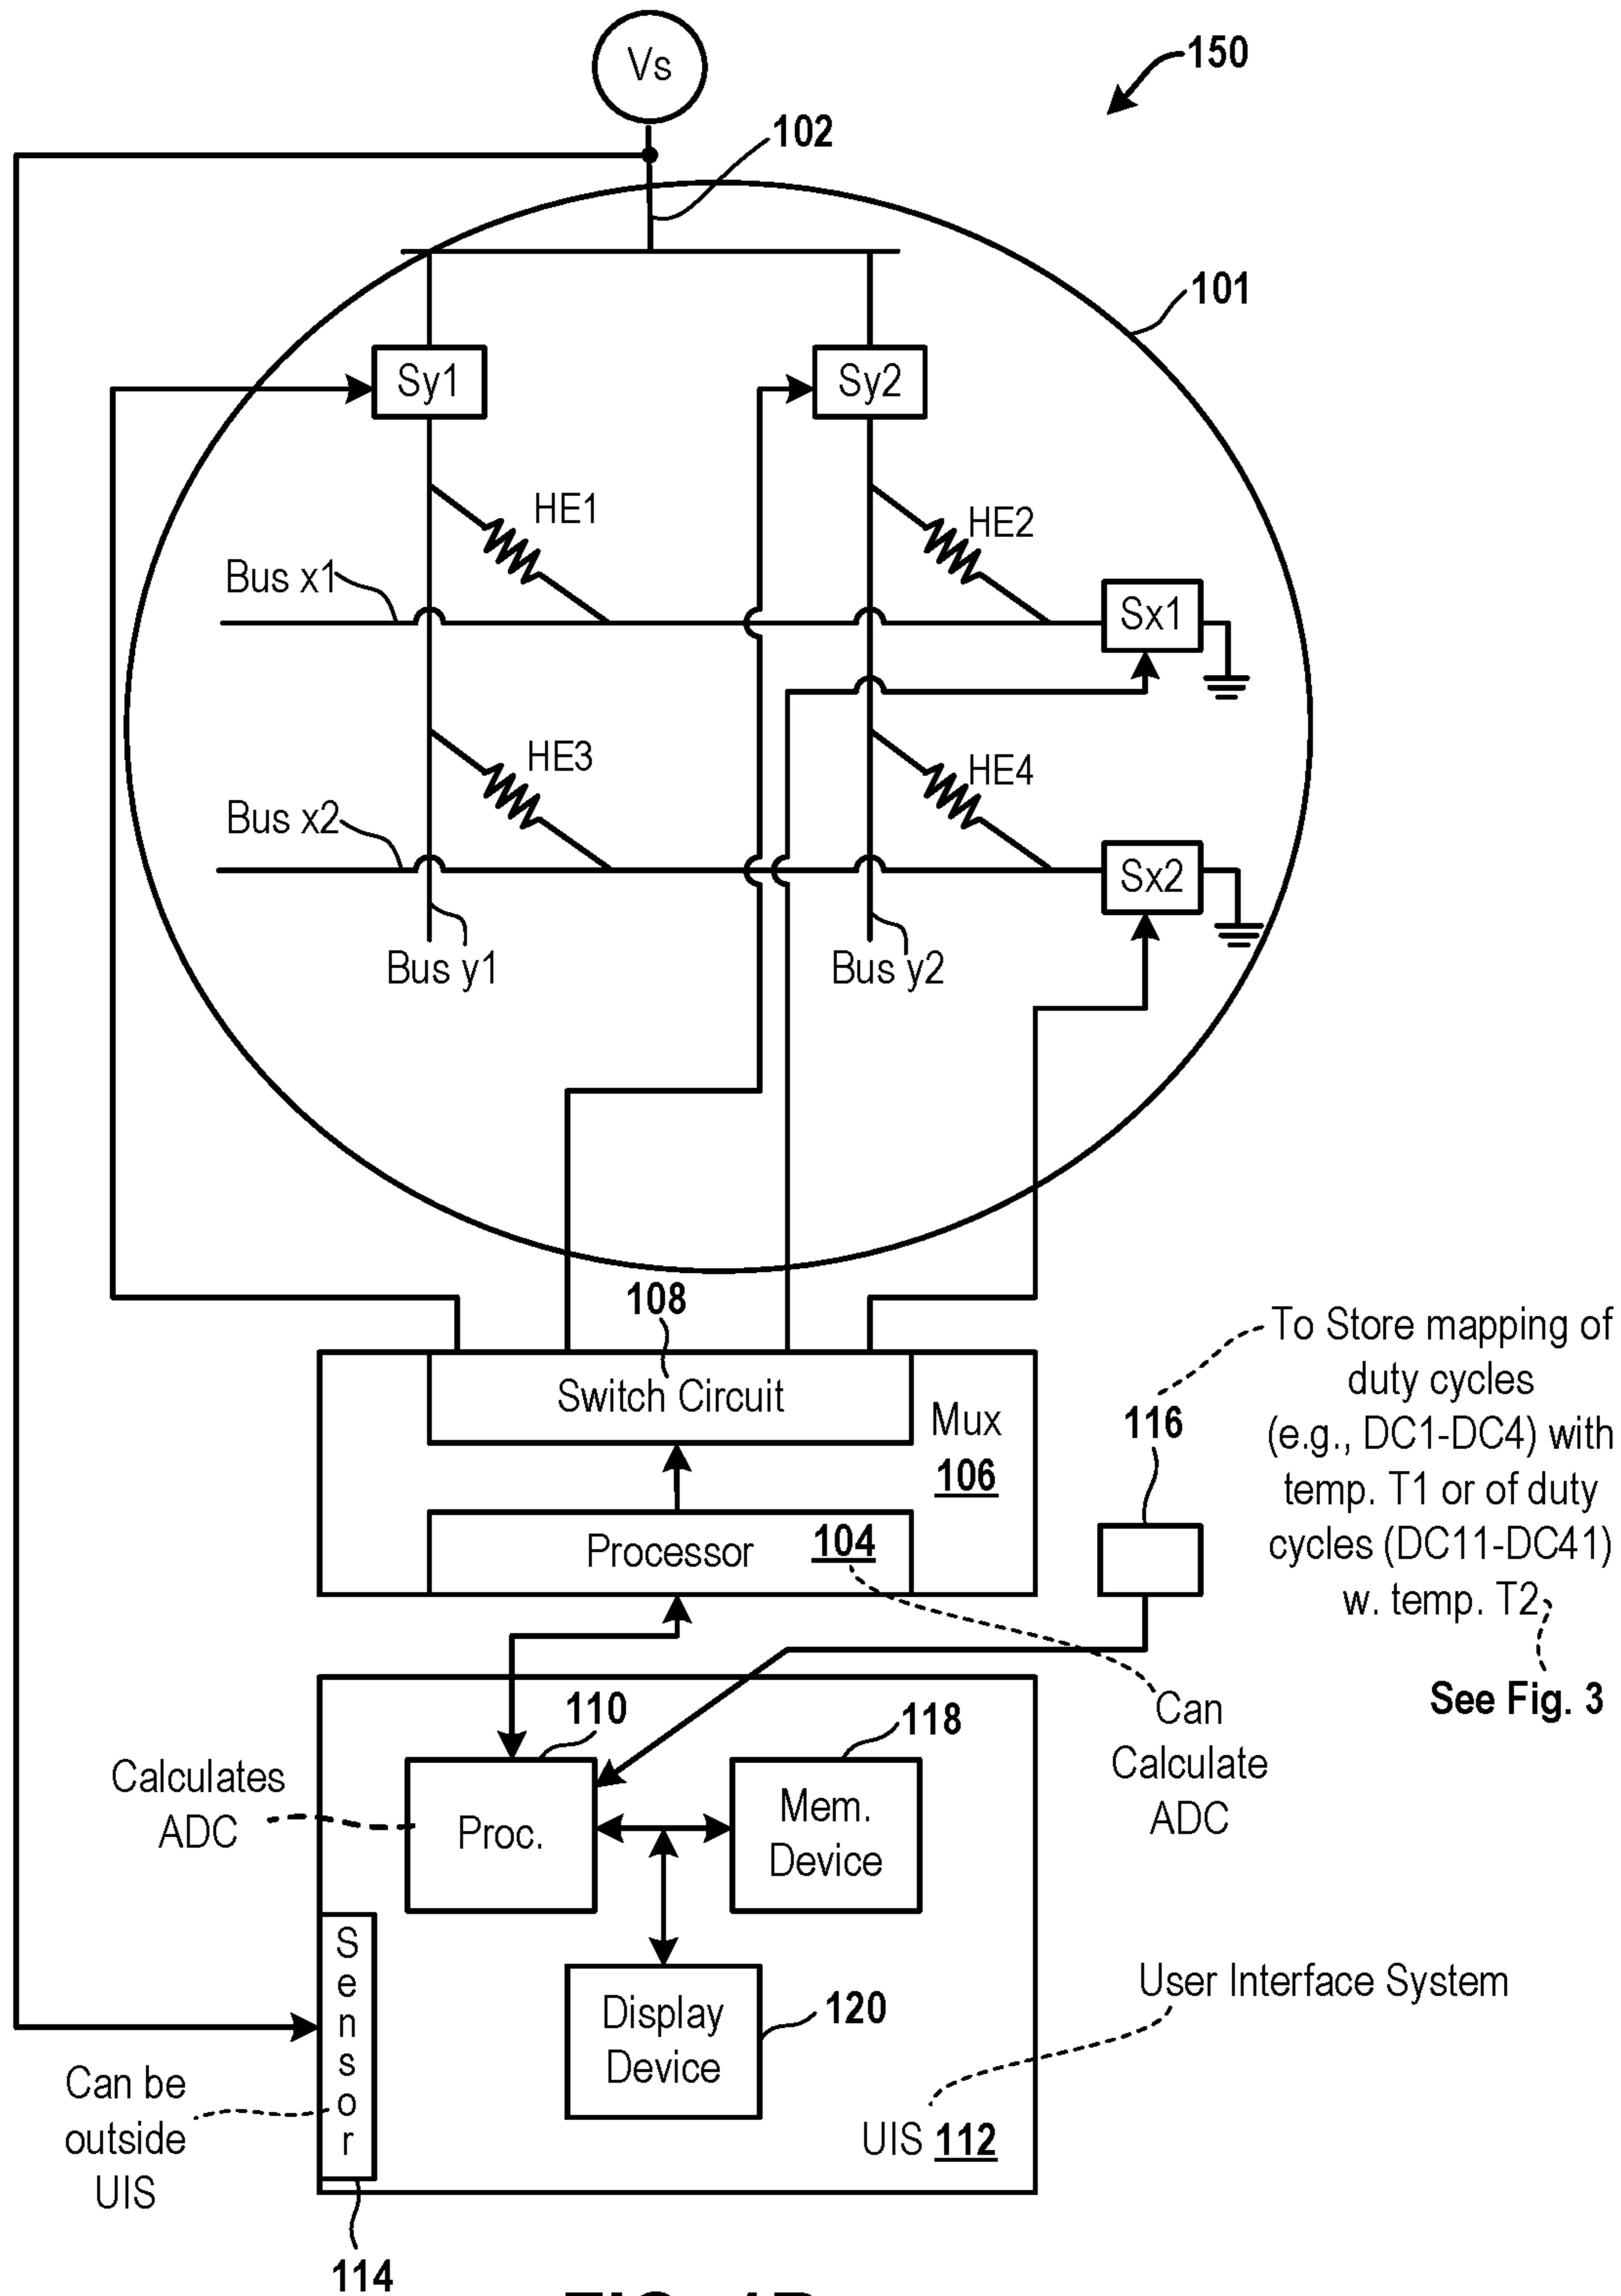 Vs
150
102
101
Sy1
Sy2
HE1
HE2
Bus x1
Sx1
HE3
HE4
Bus x2
Sx2
Bus y1
Bus y2
108
Switch Circuit
Mux
106
Processor 104
116
To Store mapping of
duty cycles
(e.g., DC1-DC4) with
temp. T1 or of duty
cycles (DC11-DC41)
w. temp. T2
See Fig. 3
110
118
Can
Calculate
ADC
Calculates
ADC
Proc.
Mem.
Device
Sensor
Display
Device
120
User Interface System
Can be
outside
UIS
UIS 112
114